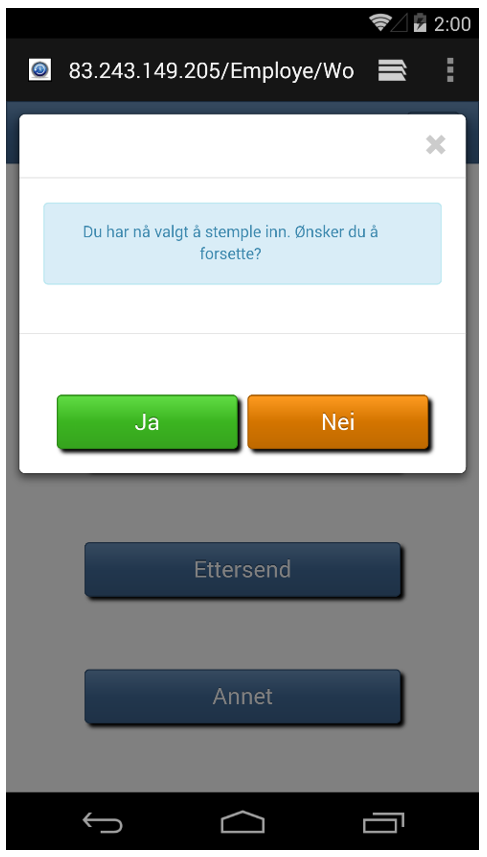 2:00
83.243.149.205/Employe/Wo
Du har nå valgt å stemple inn. Ønsker du å
forsette?
Ja
Nei
Ettersend
Annet